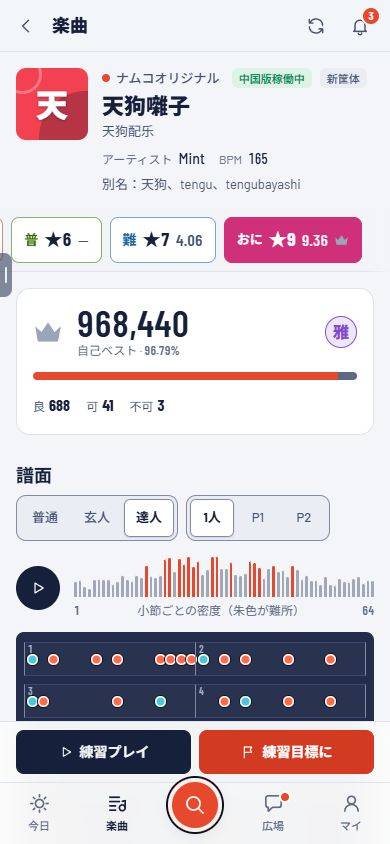 楽曲
3
天
ナムコオリジナル 中国版稼働中 新筐体
天狗囃子
天狗配乐
アーティスト Mint BPM 165
別名：天狗、tengu、tengubayashi
普 ★6 — 難 ★7 4.06 おに ★9 9.36
968,440
自己ベスト · 96.79%
雅
良 688 可 41 不可 3
譜面
普通 玄人 達人 1人 P1 P2
1 小節ごとの密度（朱色が難所） 64
1 2
3 4
練習プレイ 練習目標に
今日 楽曲 広場 マイ